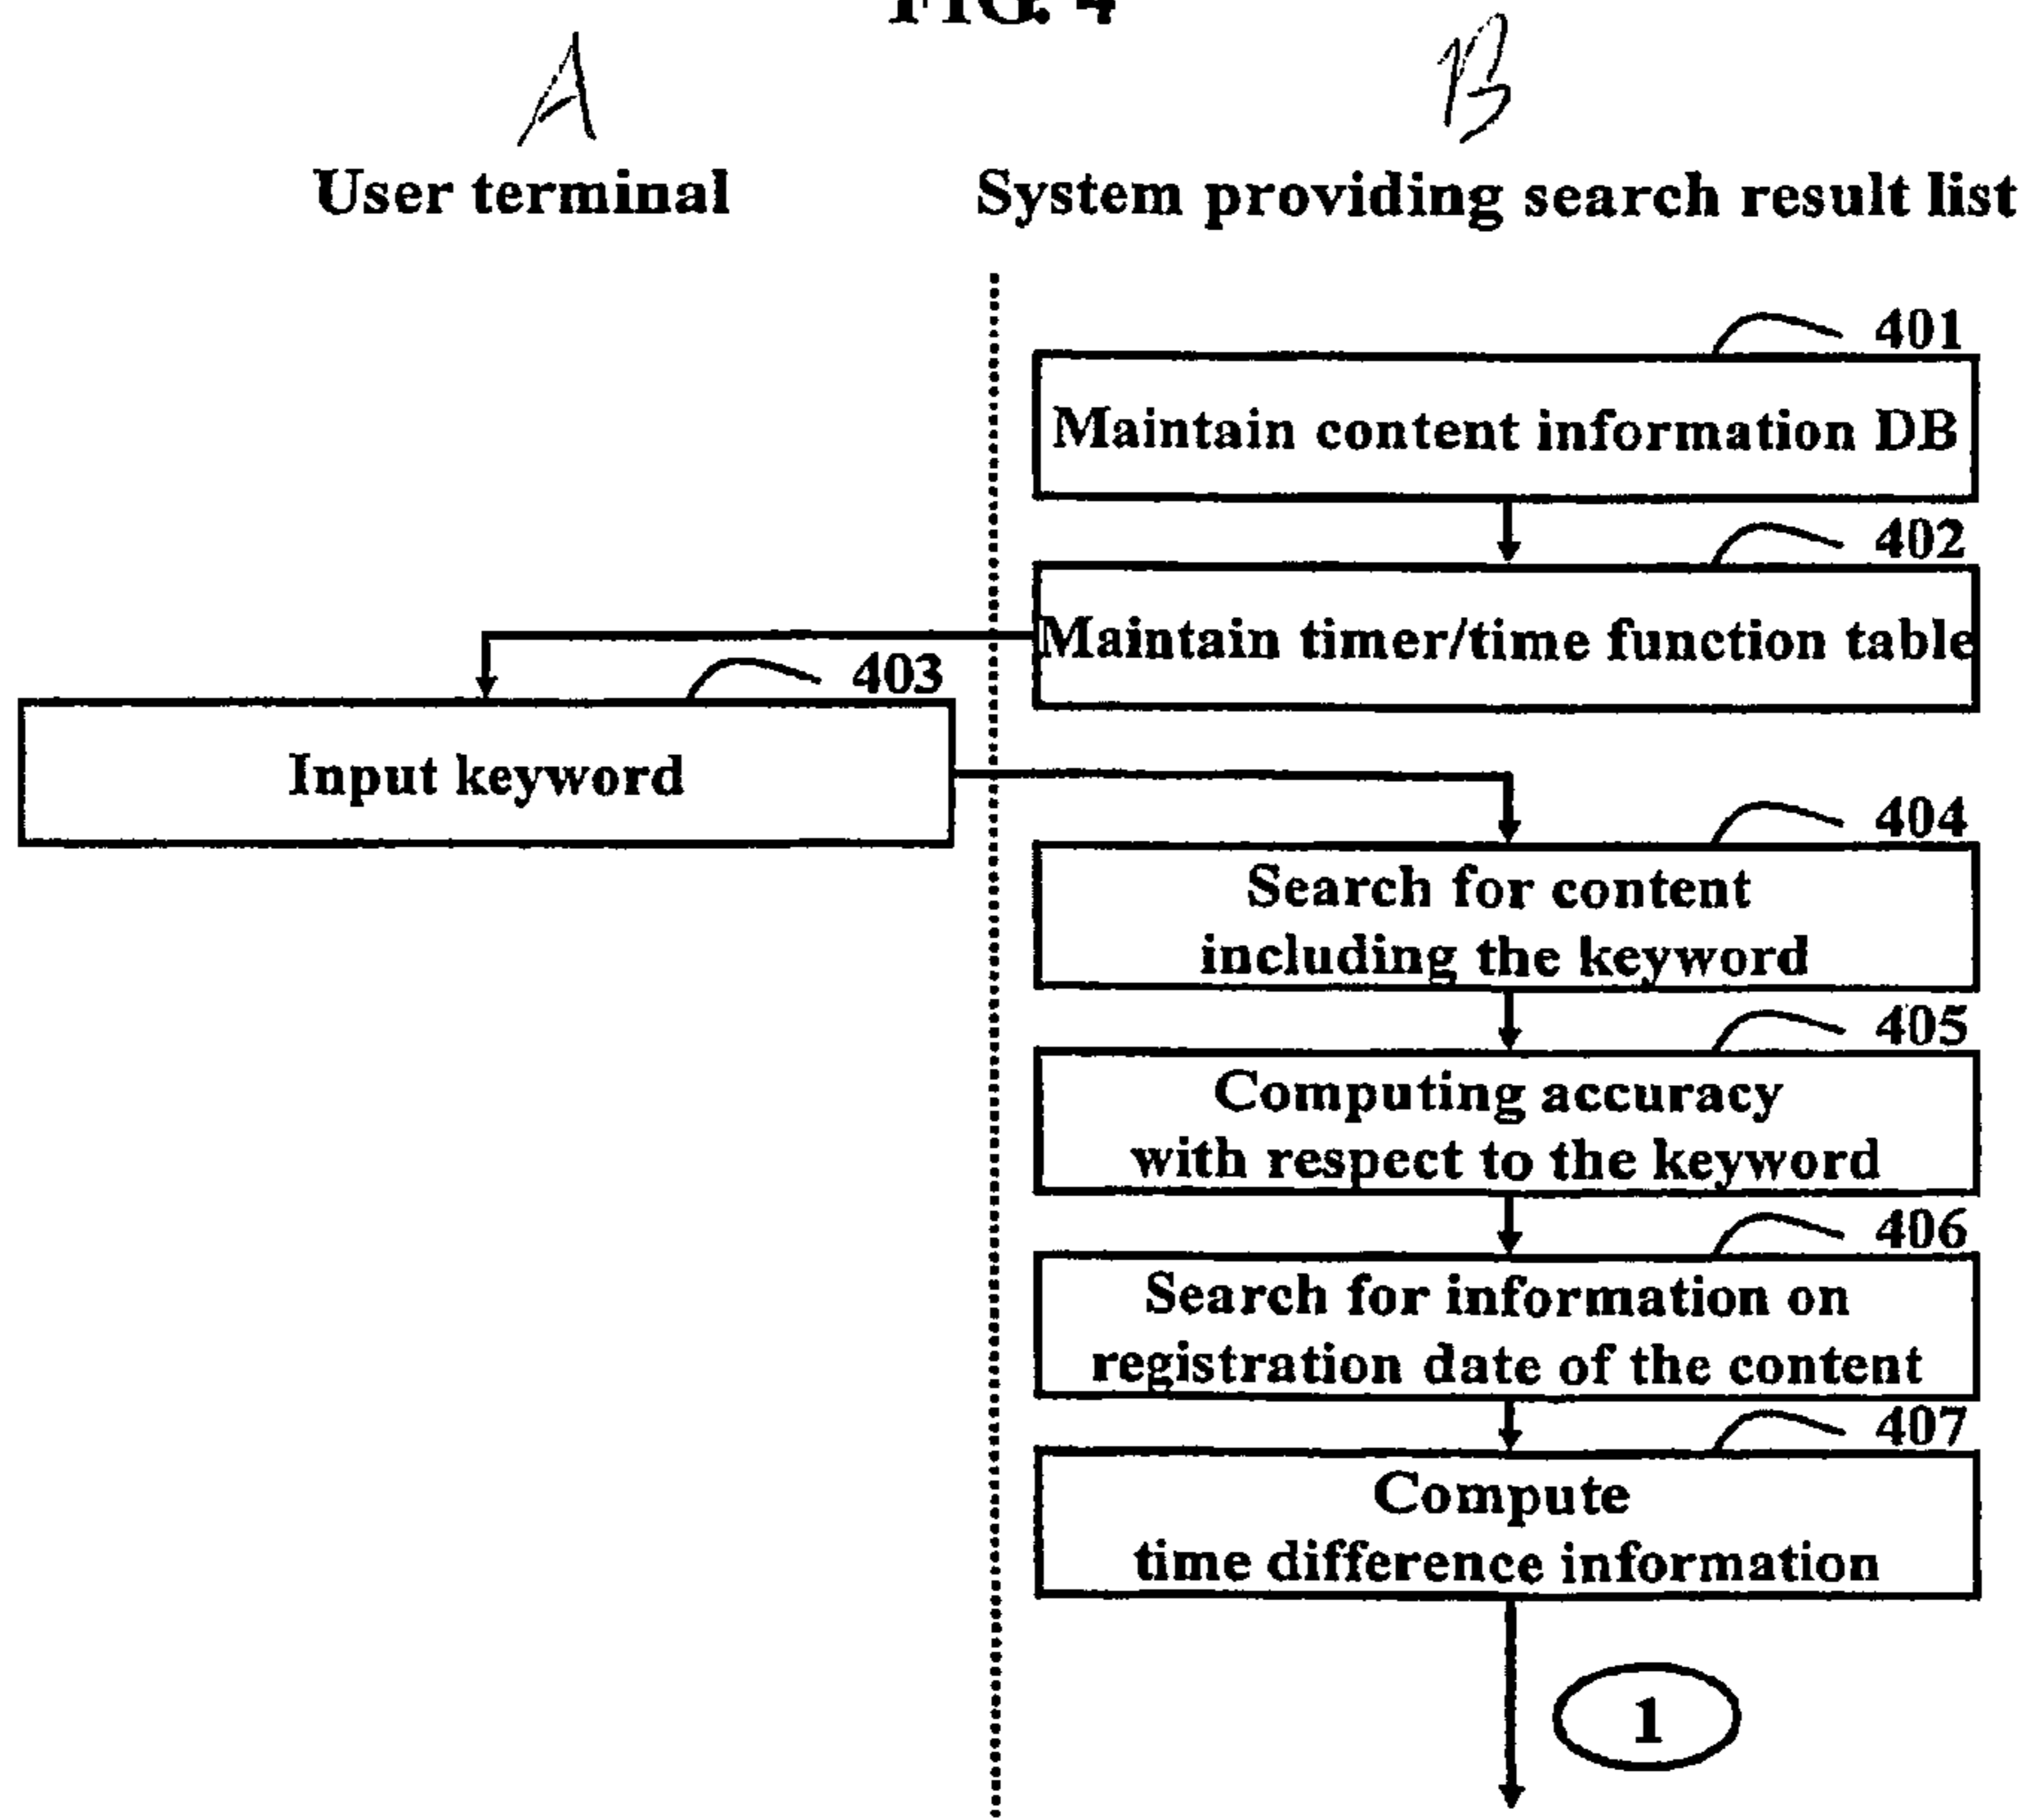 FIG. 4
A
B
User terminal
System providing search result list
401
Maintain content information DB
402
Maintain timer/time function table
403
Input keyword
404
Search for content
including the keyword
405
Computing accuracy
with respect to the keyword
406
Search for information on
registration date of the content
407
Compute
time difference information
1